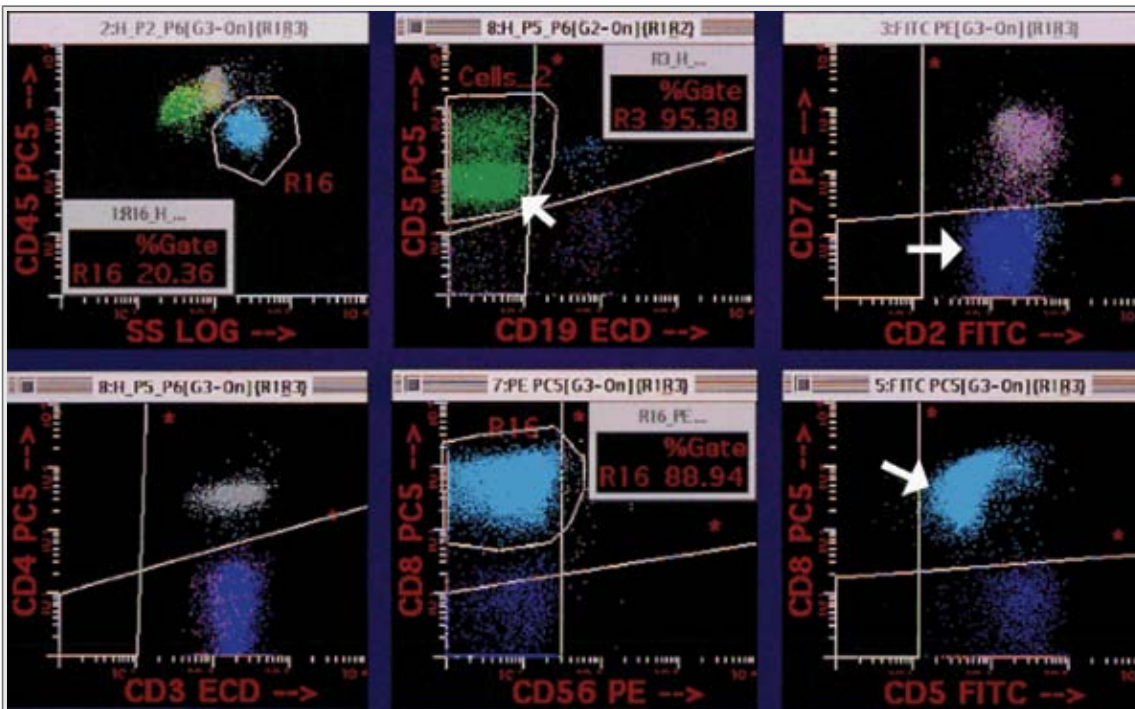 2:H_P2_P6[G3-On]{R1R3}
CD45 PC5 -->
R16
1:R16_H_...
%Gate
R16 20.36
SS LOG -->
8:H_P5_P6[G2-On]{R1R2}
CD5 PC5 -->
Cells_2
*
R3_H_...
%Gate
R3 95.38
*
CD19 ECD -->
3:FITC PE[G3-On]{R1R3}
CD7 PE -->
*
*
CD2 FITC -->
8:H_P5_P6[G3-On]{R1R3}
CD4 PC5 -->
*
*
CD3 ECD -->
7:PE PC5[G3-On]{R1R3}
CD8 PC5 -->
R16
*
R16_PE...
%Gate
R16 88.94
*
CD56 PE -->
5:FITC PC5[G3-On]{R1R3}
CD8 PC5 -->
*
*
CD5 FITC -->